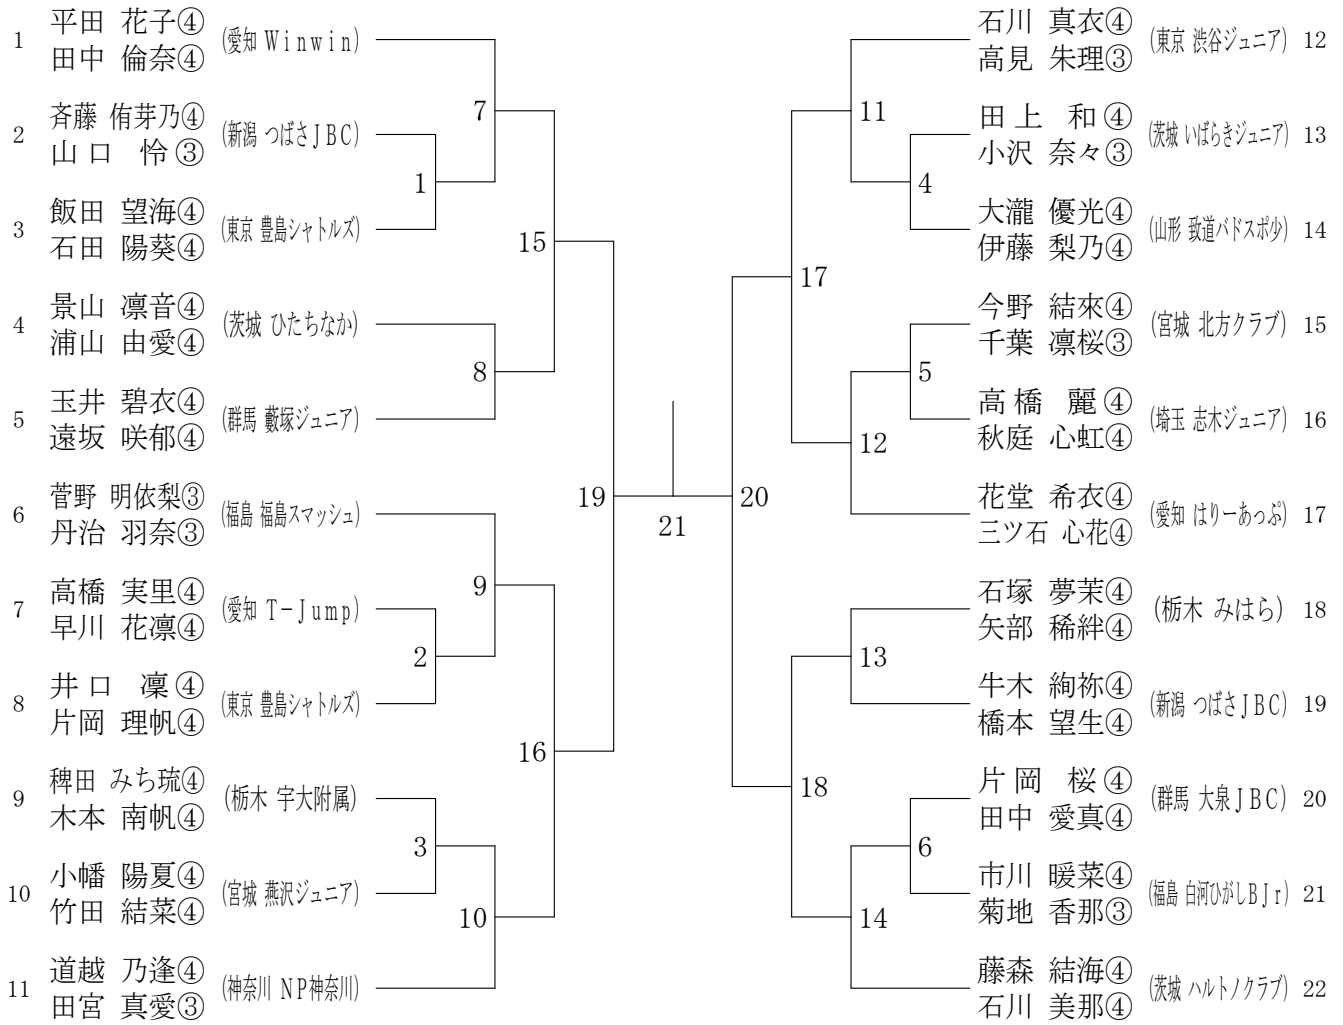 1 平田 花子④ (愛知 Winwin)
田中 倫奈④
2 斉藤 侑芽乃④ (新潟 つばさJBC)
山口 怜③
3 飯田 望海④ (東京 豊島シャトルズ)
石田 陽葵④
4 景山 凛音④ (茨城 ひたちなか)
浦山 由愛④
5 玉井 碧衣④ (群馬 藪塚ジュニア)
遠坂 咲郁④
6 菅野 明依梨③ (福島 福島スマッシュ)
丹治 羽奈③
7 高橋 実里④ (愛知 T-Jump)
早川 花凛④
8 井口 凜④ (東京 豊島シャトルズ)
片岡 理帆④
9 稗田 みち琉④ (栃木 宇大附属)
木本 南帆④
10 小幡 陽夏④ (宮城 燕沢ジュニア)
竹田 結菜④
11 道越 乃逢④ (神奈川 NP神奈川)
田宮 真愛③
7
1
15
8
19
9
2
16
3
10
21
20
11
4
17
5
12
13
18
6
14
石川 真衣④ (東京 渋谷ジュニア) 12
高見 朱理③
田上 和④ (茨城 いばらきジュニア) 13
小沢 奈々③
大瀧 優光④ (山形 致道バドスポ少) 14
伊藤 梨乃④
今野 結來④ (宮城 北方クラブ) 15
千葉 凛桜③
高橋 麗④ (埼玉 志木ジュニア) 16
秋庭 心虹④
花堂 希衣④ (愛知 はりーあっぷ) 17
三ツ石 心花④
石塚 夢茉④ (栃木 みはら) 18
矢部 稀絆④
牛木 絢祢④ (新潟 つばさJBC) 19
橋本 望生④
片岡 桜④ (群馬 大泉JBC) 20
田中 愛真④
市川 暖菜④ (福島 白河ひがしBJr) 21
菊地 香那③
藤森 結海④ (茨城 ハルトノクラブ) 22
石川 美那④